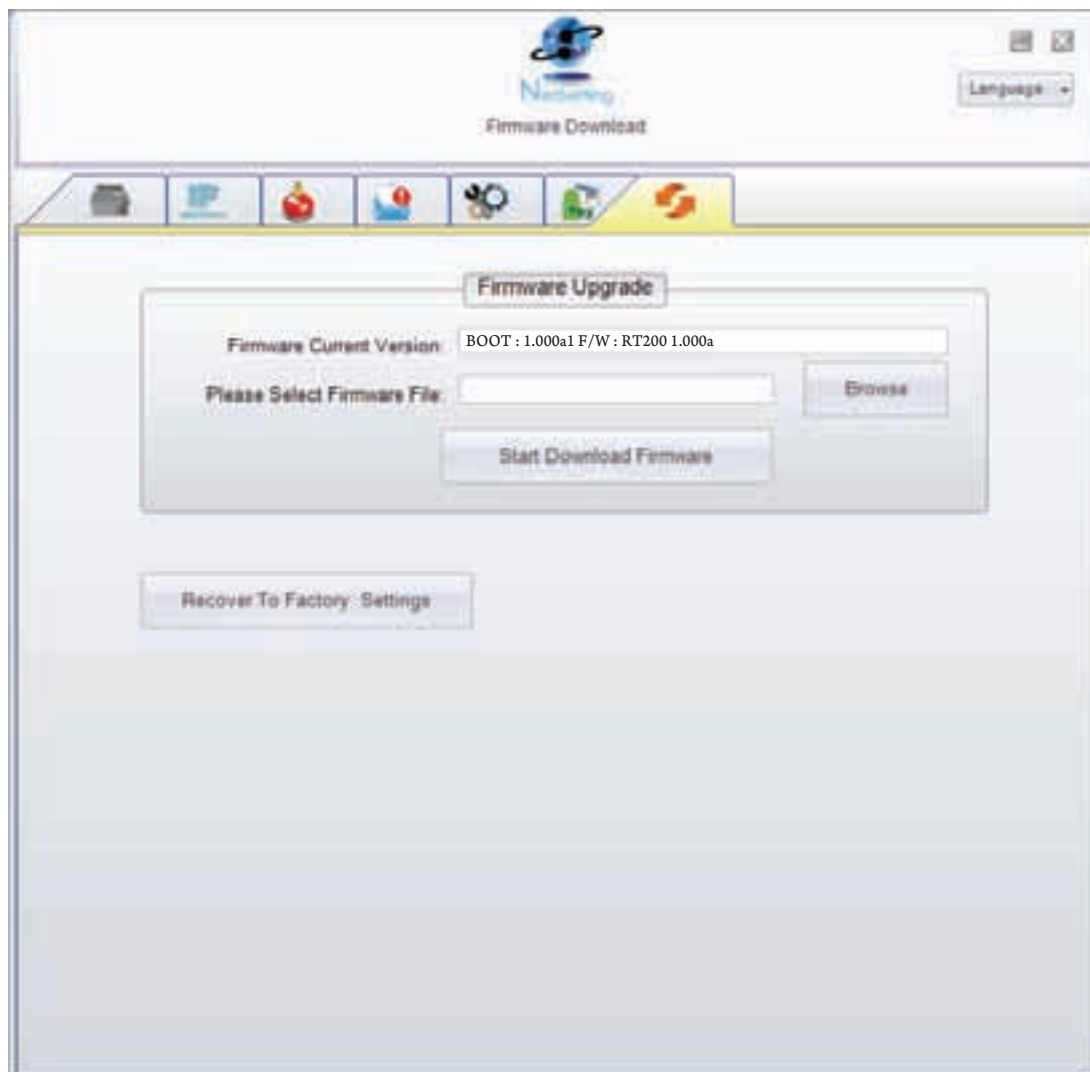 Firmware Download
Language
IP
Firmware Upgrade
Firmware Current Version
BOOT : 1.000a1 F/W : RT200 1.000a
Please Select Firmware File
Browse
Start Download Firmware
Recover To Factory Settings